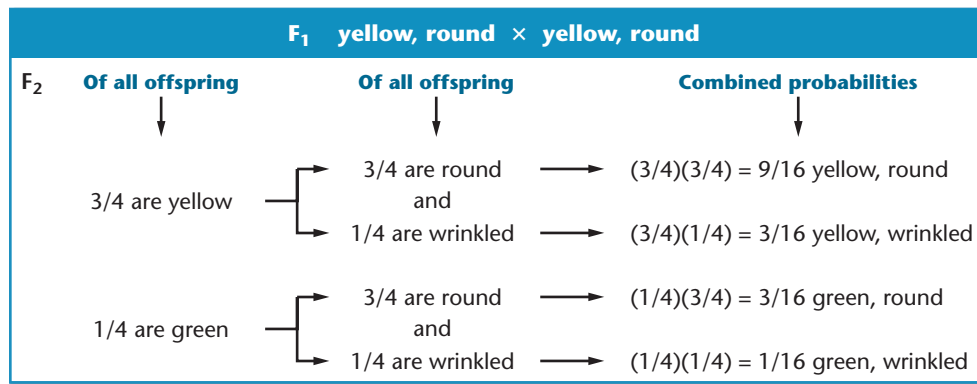 F1 yellow, round × yellow, round
F2 Of all offspring Of all offspring Combined probabilities
3/4 are round (3/4)(3/4) = 9/16 yellow, round
3/4 are yellow and
1/4 are wrinkled (3/4)(1/4) = 3/16 yellow, wrinkled
3/4 are round (1/4)(3/4) = 3/16 green, round
1/4 are green and
1/4 are wrinkled (1/4)(1/4) = 1/16 green, wrinkled